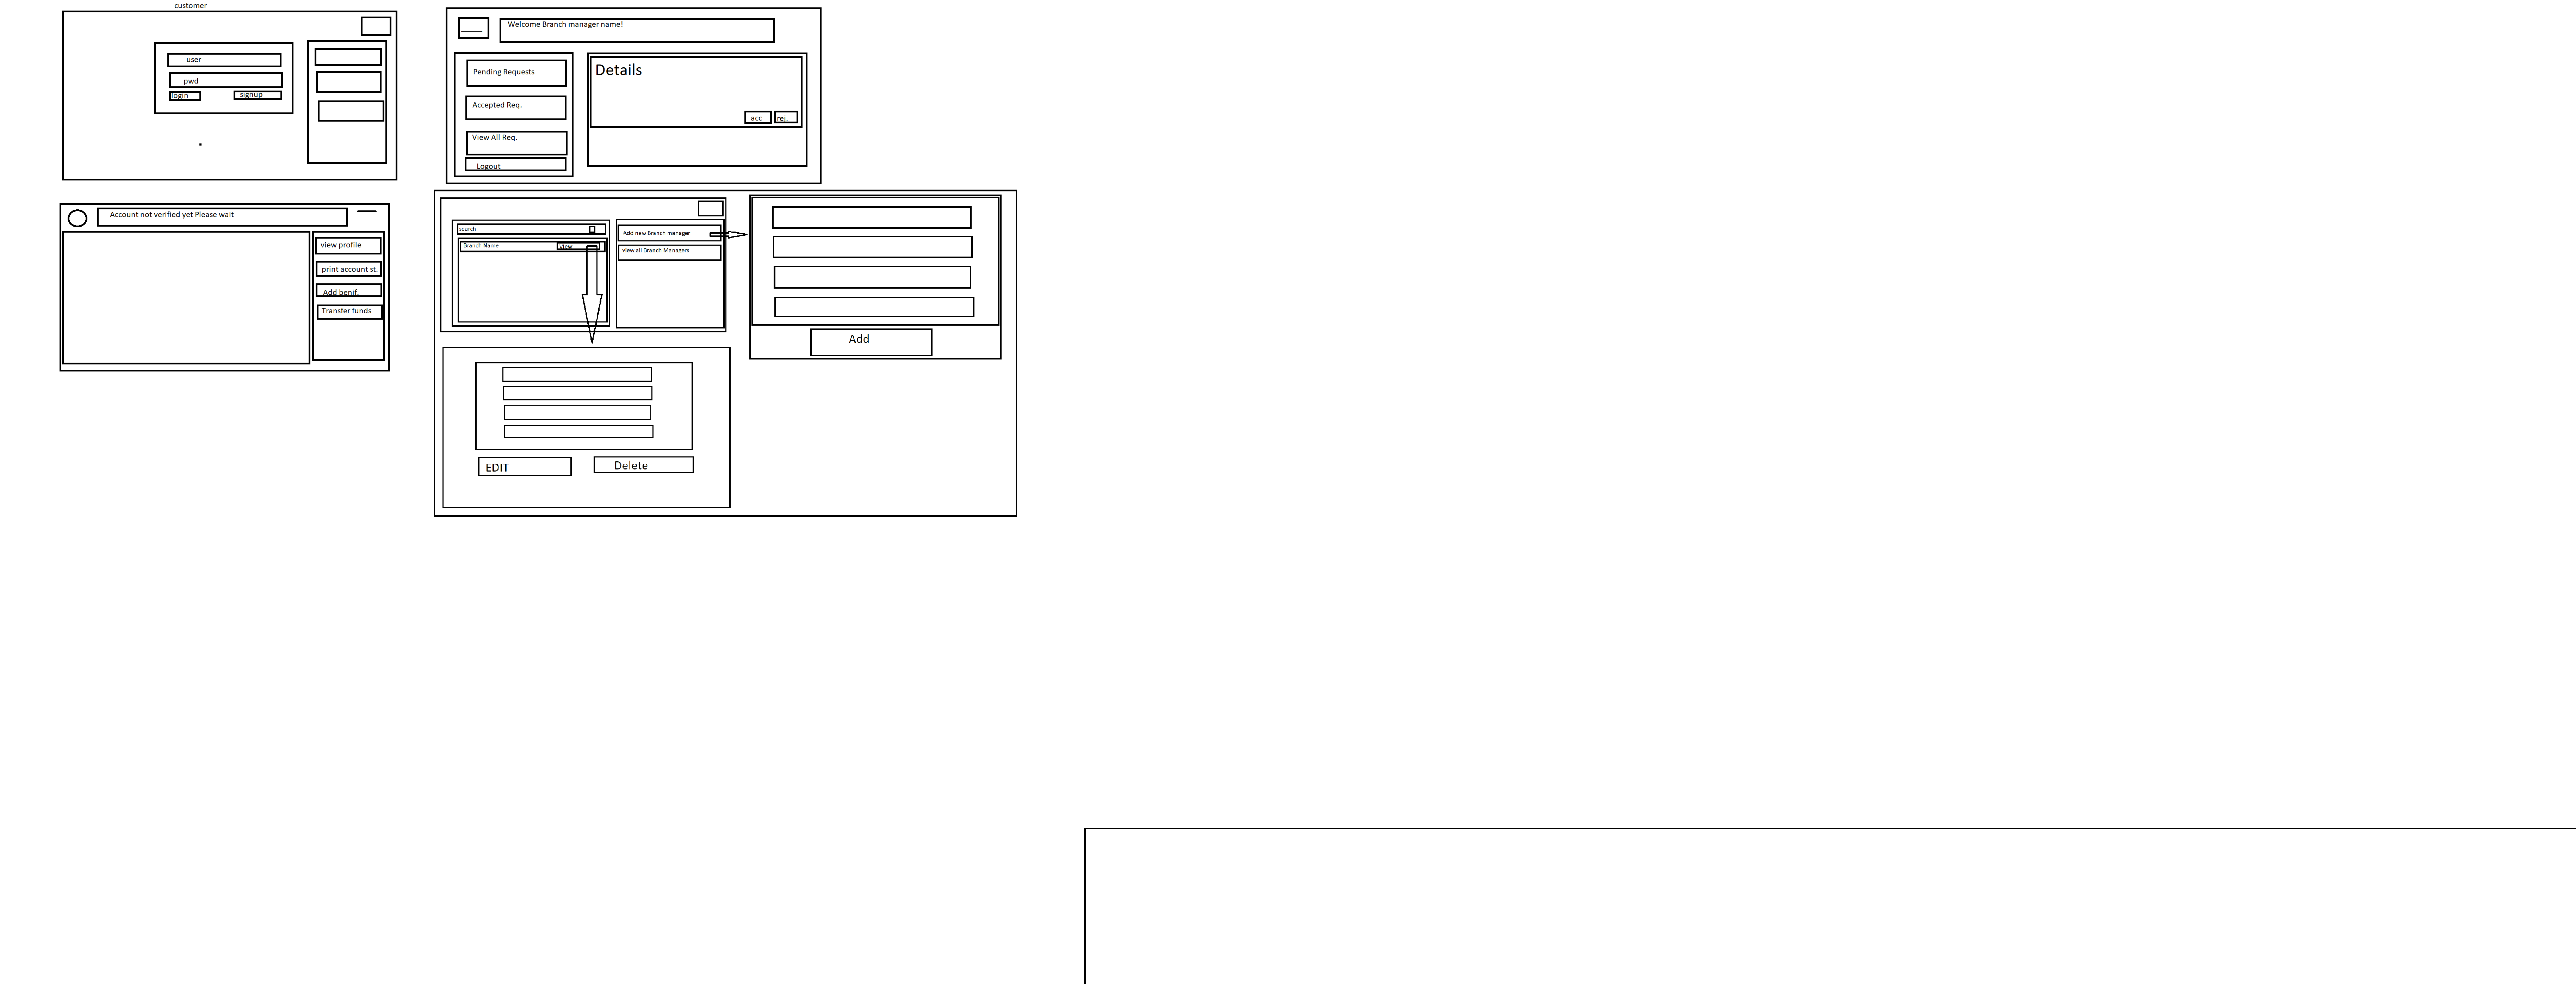 customer
user
pwd
login
signup
Welcome Branch manager name!
Pending Requests
Accepted Req.
View All Req.
Logout
Details
acc
rej.
Account not verified yet Please wait
view profile
print account st.
Add benif.
Transfer funds
search
Branch Name
View
Add new Branch manager
view all Branch Managers
Add
EDIT
Delete